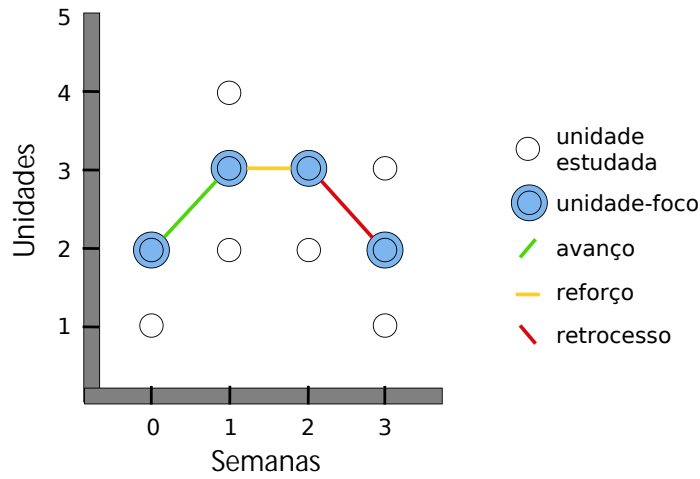 5
4
3
2
1
Unidades
0 1 2 3
Semanas
unidade
estudada
unidade-foco
avanço
reforço
retrocesso